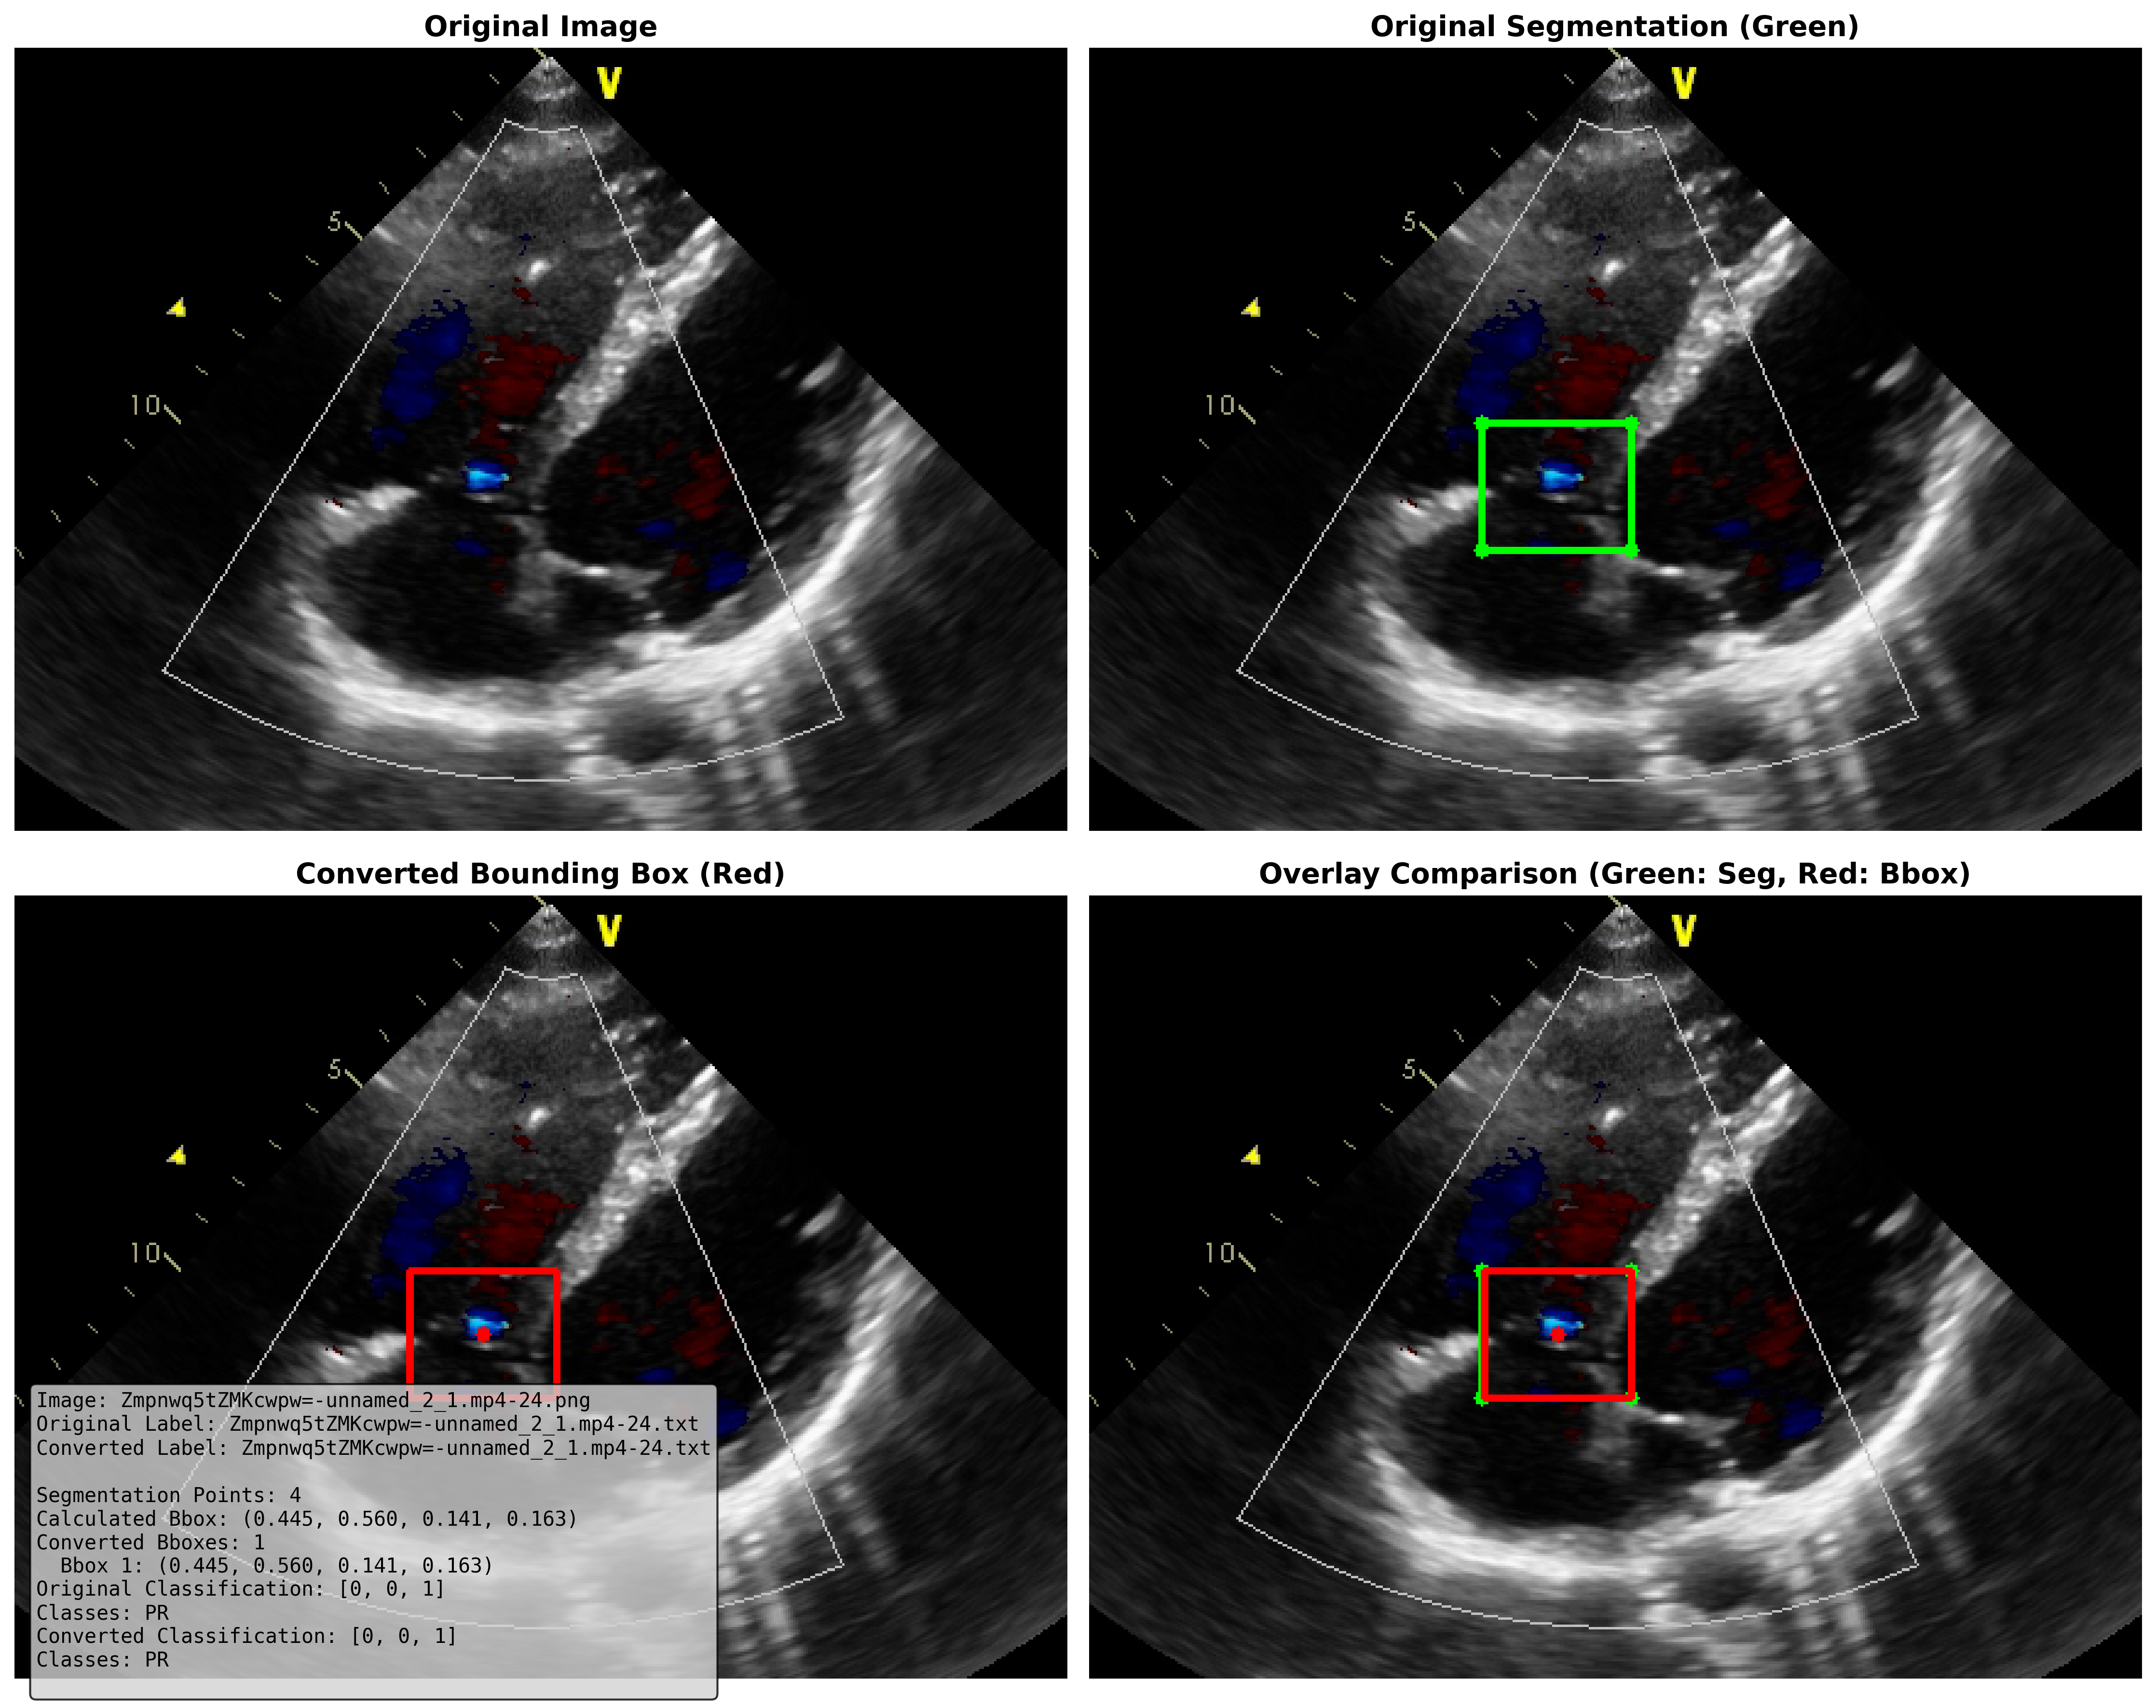 Original Image
Original Segmentation (Green)
V
5
10
V
5
10
Converted Bounding Box (Red)
Overlay Comparison (Green: Seg, Red: Bbox)
V
5
10
V
5
10
Image: Zmpnwq5tZMKcwpw=-unnamed_2_1.mp4-24.png
Original Label: Zmpnwq5tZMKcwpw=-unnamed_2_1.mp4-24.txt
Converted Label: Zmpnwq5tZMKcwpw=-unnamed_2_1.mp4-24.txt
Segmentation Points: 4
Calculated Bbox: (0.445, 0.560, 0.141, 0.163)
Converted Bboxes: 1
Bbox 1: (0.445, 0.560, 0.141, 0.163)
Original Classification: [0, 0, 1]
Classes: PR
Converted Classification: [0, 0, 1]
Classes: PR